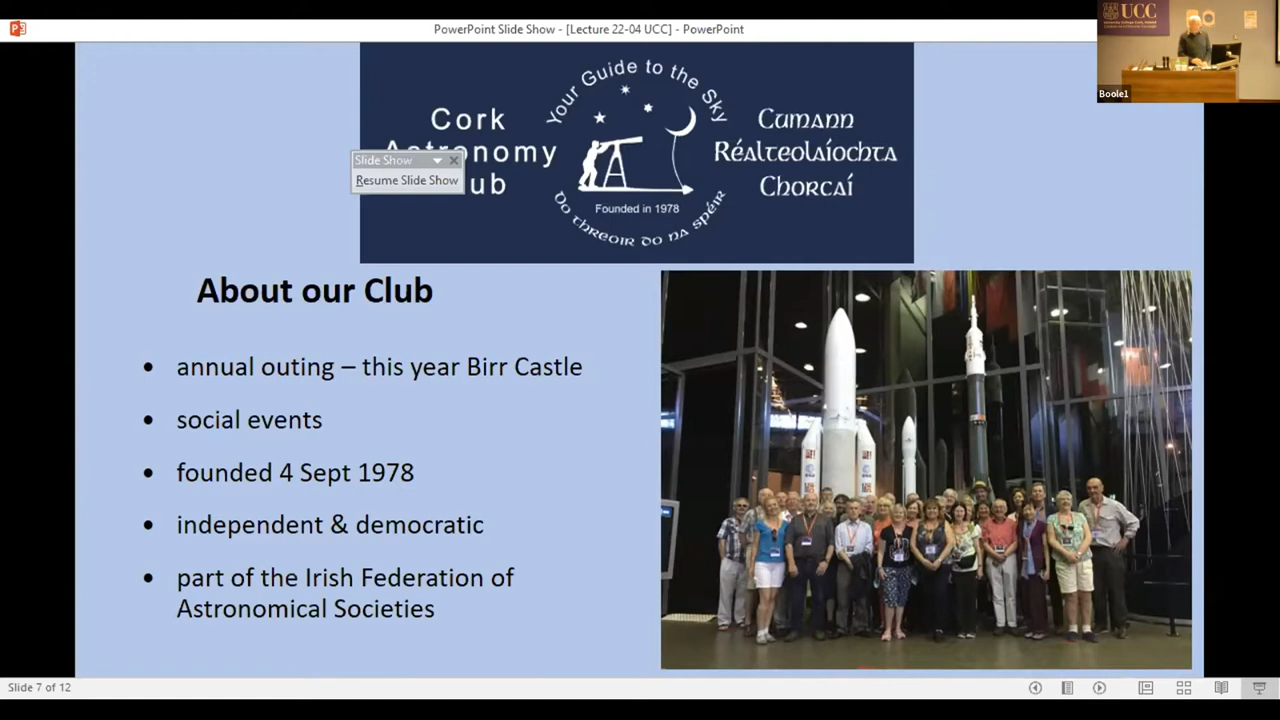 PowerPoint Slide Show - [Lecture 22-04 UCC] - PowerPoint
UCC
Boole1
Your Guide to the Sky
Cork
Astronomy
Slide Show
Resume Slide Show
Founded in 1978
Do threoir do na spéir
Cumann
Réalteolaíochta
Chorcaí
About our Club
• annual outing – this year Birr Castle
• social events
• founded 4 Sept 1978
• independent & democratic
• part of the Irish Federation of
Astronomical Societies
Slide 7 of 12